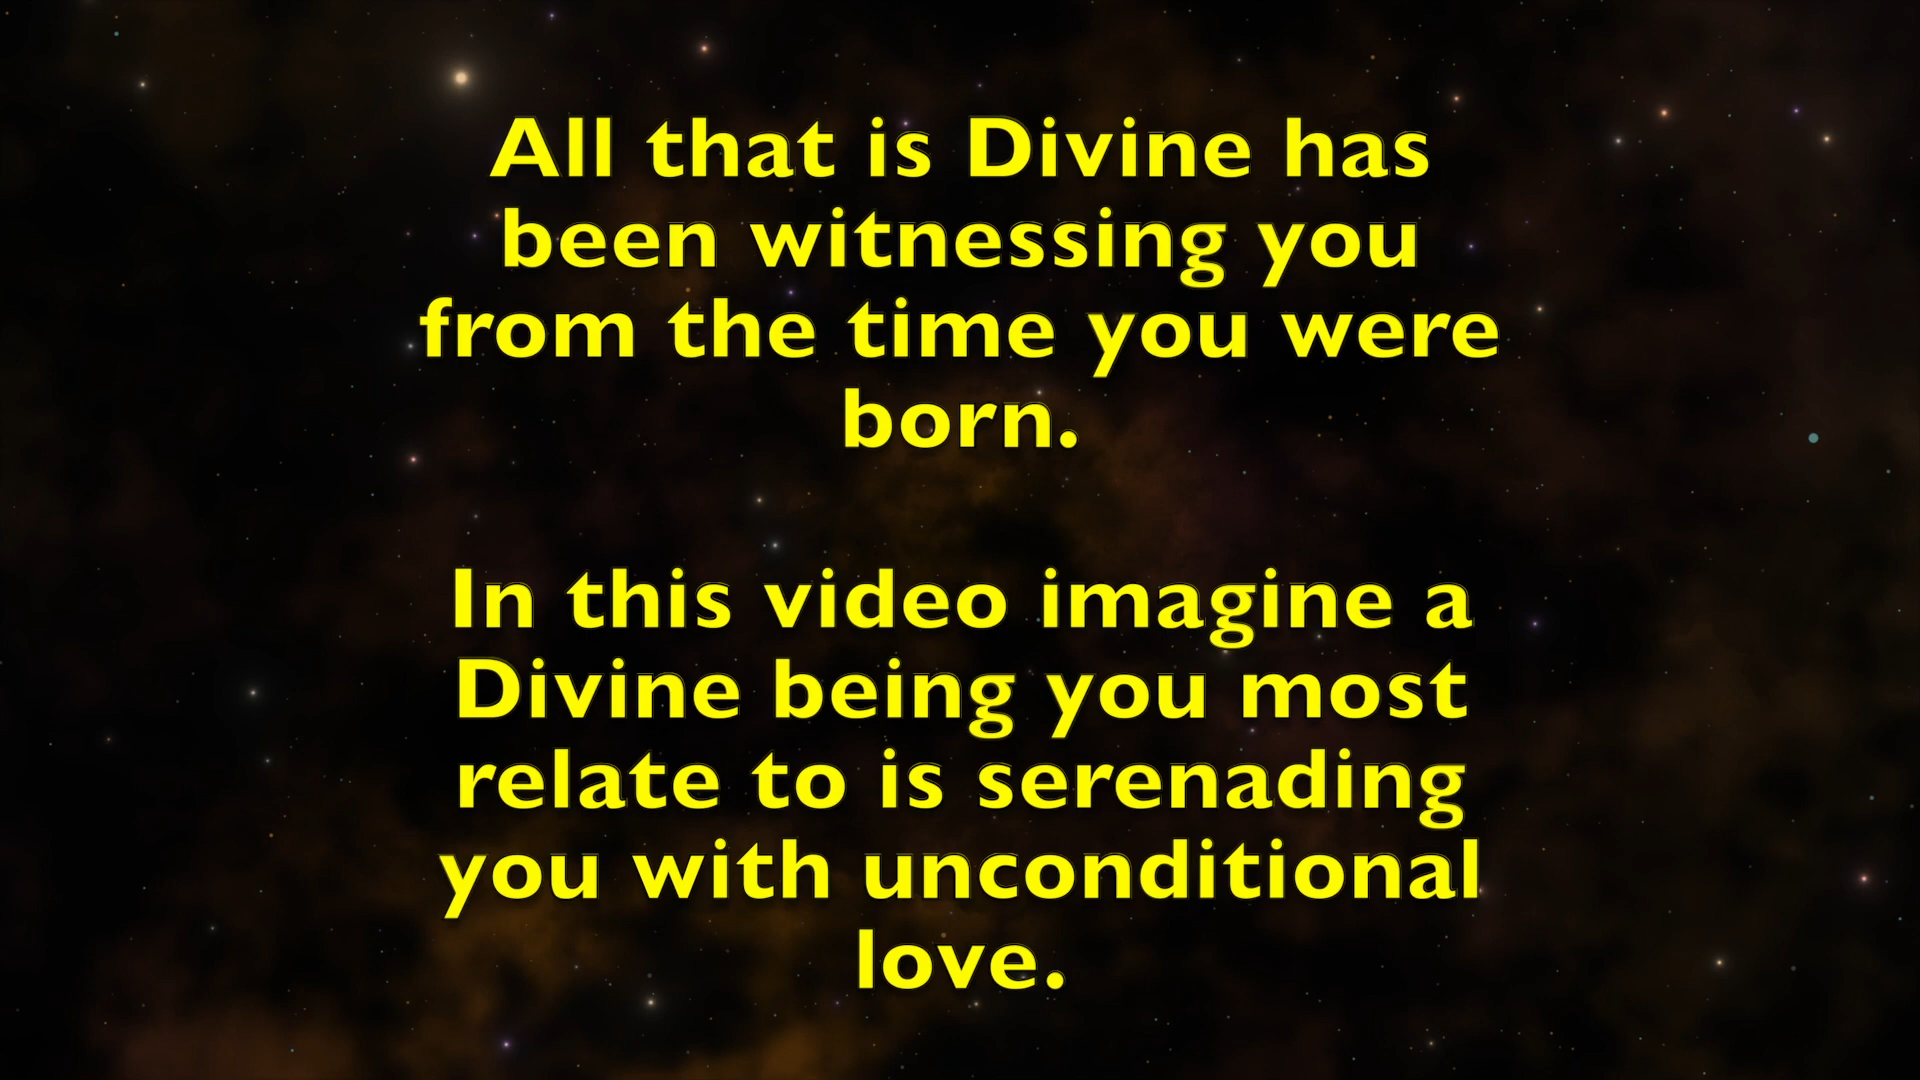 All that is Divine has
been witnessing you
from the time you were
born.
In this video imagine a
Divine being you most
relate to is serenading
you with unconditional
love.